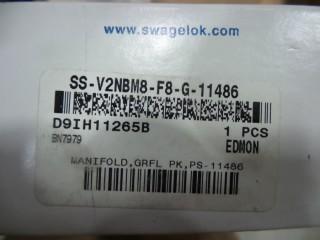 www.swagelok.com
SS-V2NBM8-F8-G-11486
D9IH11265B 1 PCS
BN7979 EDMON
MANIFOLD,GRFL PK,PS-11486